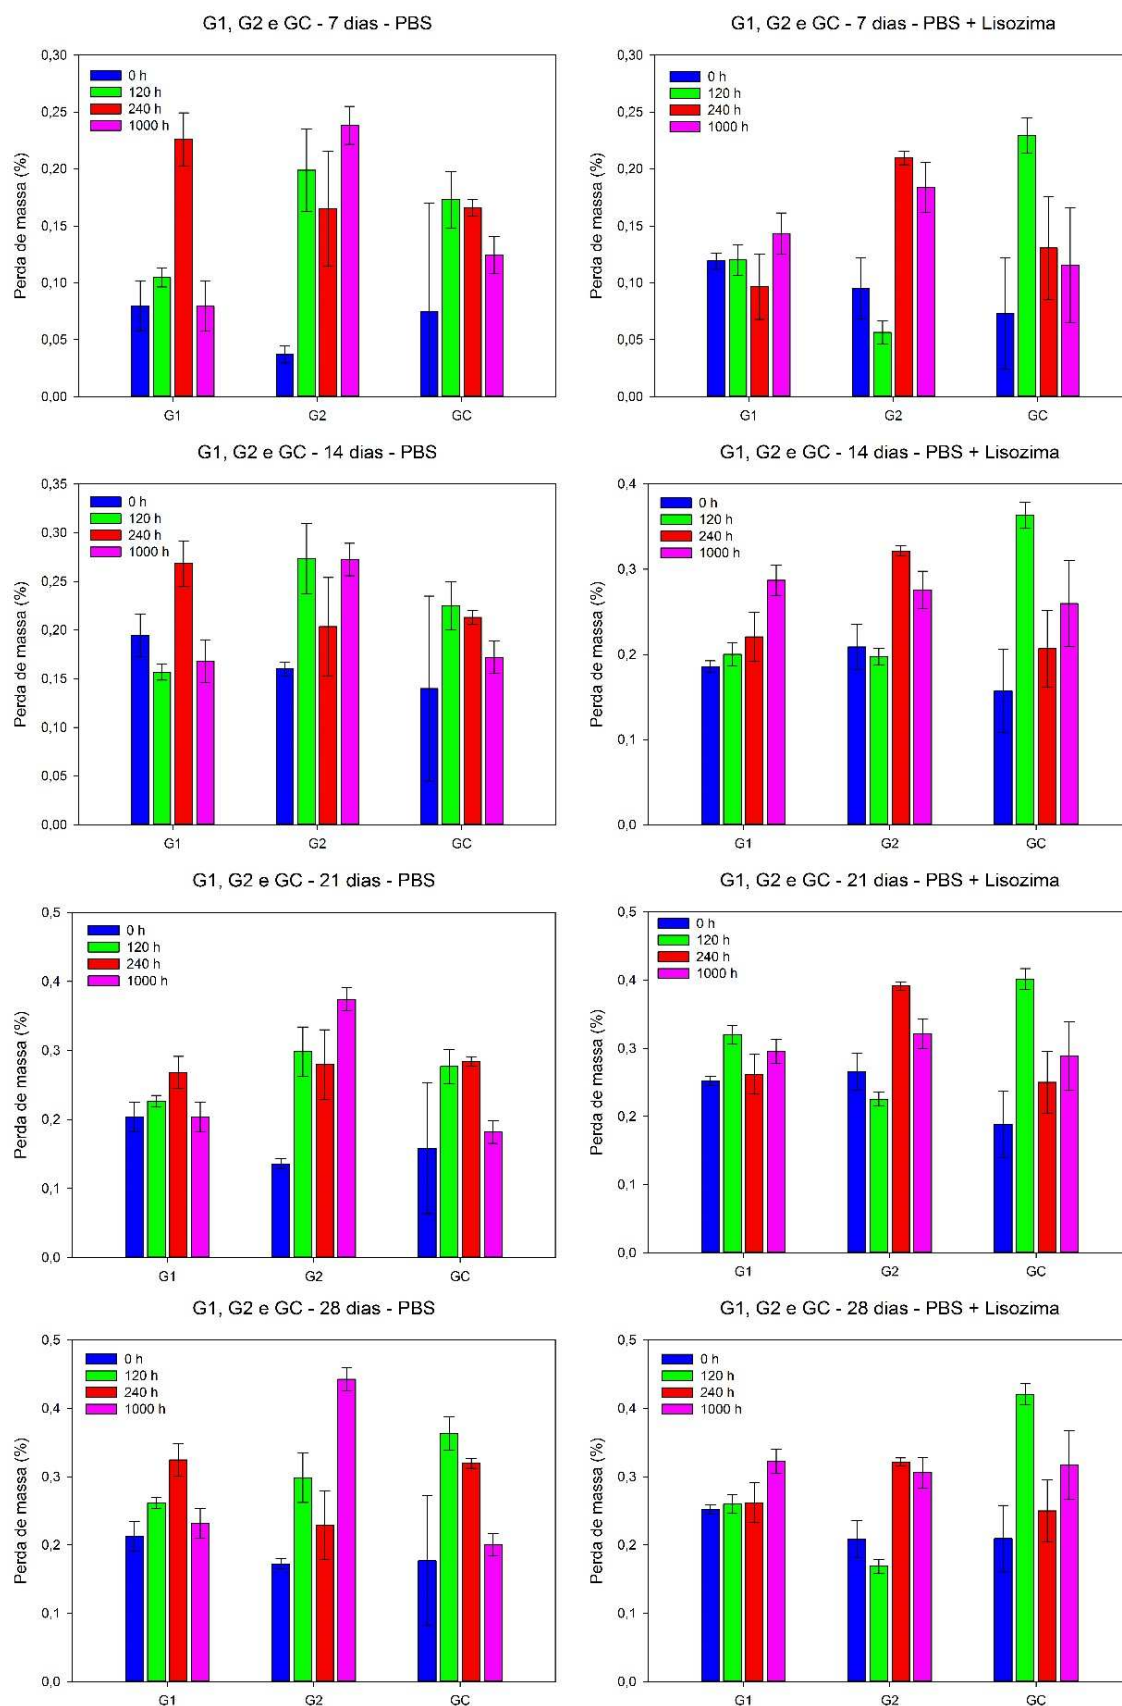 G1, G2 e GC - 7 dias - PBS
0,30
0,25
0,20
0,15
0,10
0,05
0,00
Perda de massa (%)
0 h
120 h
240 h
1000 h
G1
G2
GC
G1, G2 e GC - 7 dias - PBS + Lisozima
0,30
0,25
0,20
0,15
0,10
0,05
0,00
Perda de massa (%)
0 h
120 h
240 h
1000 h
G1
G2
GC
G1, G2 e GC - 14 dias - PBS
0,35
0,30
0,25
0,20
0,15
0,10
0,05
0,00
Perda de massa (%)
0 h
120 h
240 h
1000 h
G1
G2
GC
G1, G2 e GC - 14 dias - PBS + Lisozima
0,4
0,3
0,2
0,1
0,0
Perda de massa (%)
0 h
120 h
240 h
1000 h
G1
G2
GC
G1, G2 e GC - 21 dias - PBS
0,5
0,4
0,3
0,2
0,1
0,0
Perda de massa (%)
0 h
120 h
240 h
1000 h
G1
G2
GC
G1, G2 e GC - 21 dias - PBS + Lisozima
0,5
0,4
0,3
0,2
0,1
0,0
Perda de massa (%)
0 h
120 h
240 h
1000 h
G1
G2
GC
G1, G2 e GC - 28 dias - PBS
0,5
0,4
0,3
0,2
0,1
0,0
Perda de massa (%)
0 h
120 h
240 h
1000 h
G1
G2
GC
G1, G2 e GC - 28 dias - PBS + Lisozima
0,5
0,4
0,3
0,2
0,1
0,0
Perda de massa (%)
0 h
120 h
240 h
1000 h
G1
G2
GC